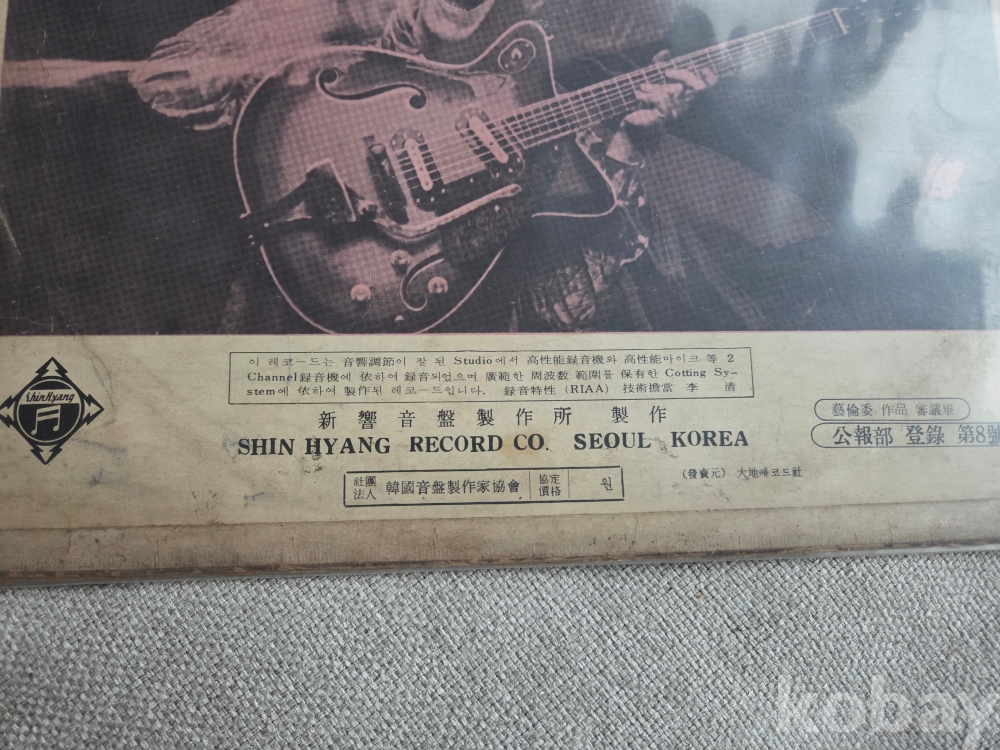 이 레코ー드는 音響調節이 잘 된 Studio에서 高性能録音機와 高性能마이크 等 2
Channel録音機에 依하여 録音되었으며 廣範한 周波数 範圍를 保有한 Cotting Sy-
stem에 依하여 製作된 레코ー드입니다. 録音特性 (RIAA) 技術擔當 李 清
ShinHyang
新響音盤製作所 製作
SHIN HYANG RECORD CO. SEOUL KOREA
藝倫委 作品 審議畢
公報部 登錄 第8號
社團法人 韓國音盤製作家協會 協定價格 원
(發賣元) 大地레코드社
kobay